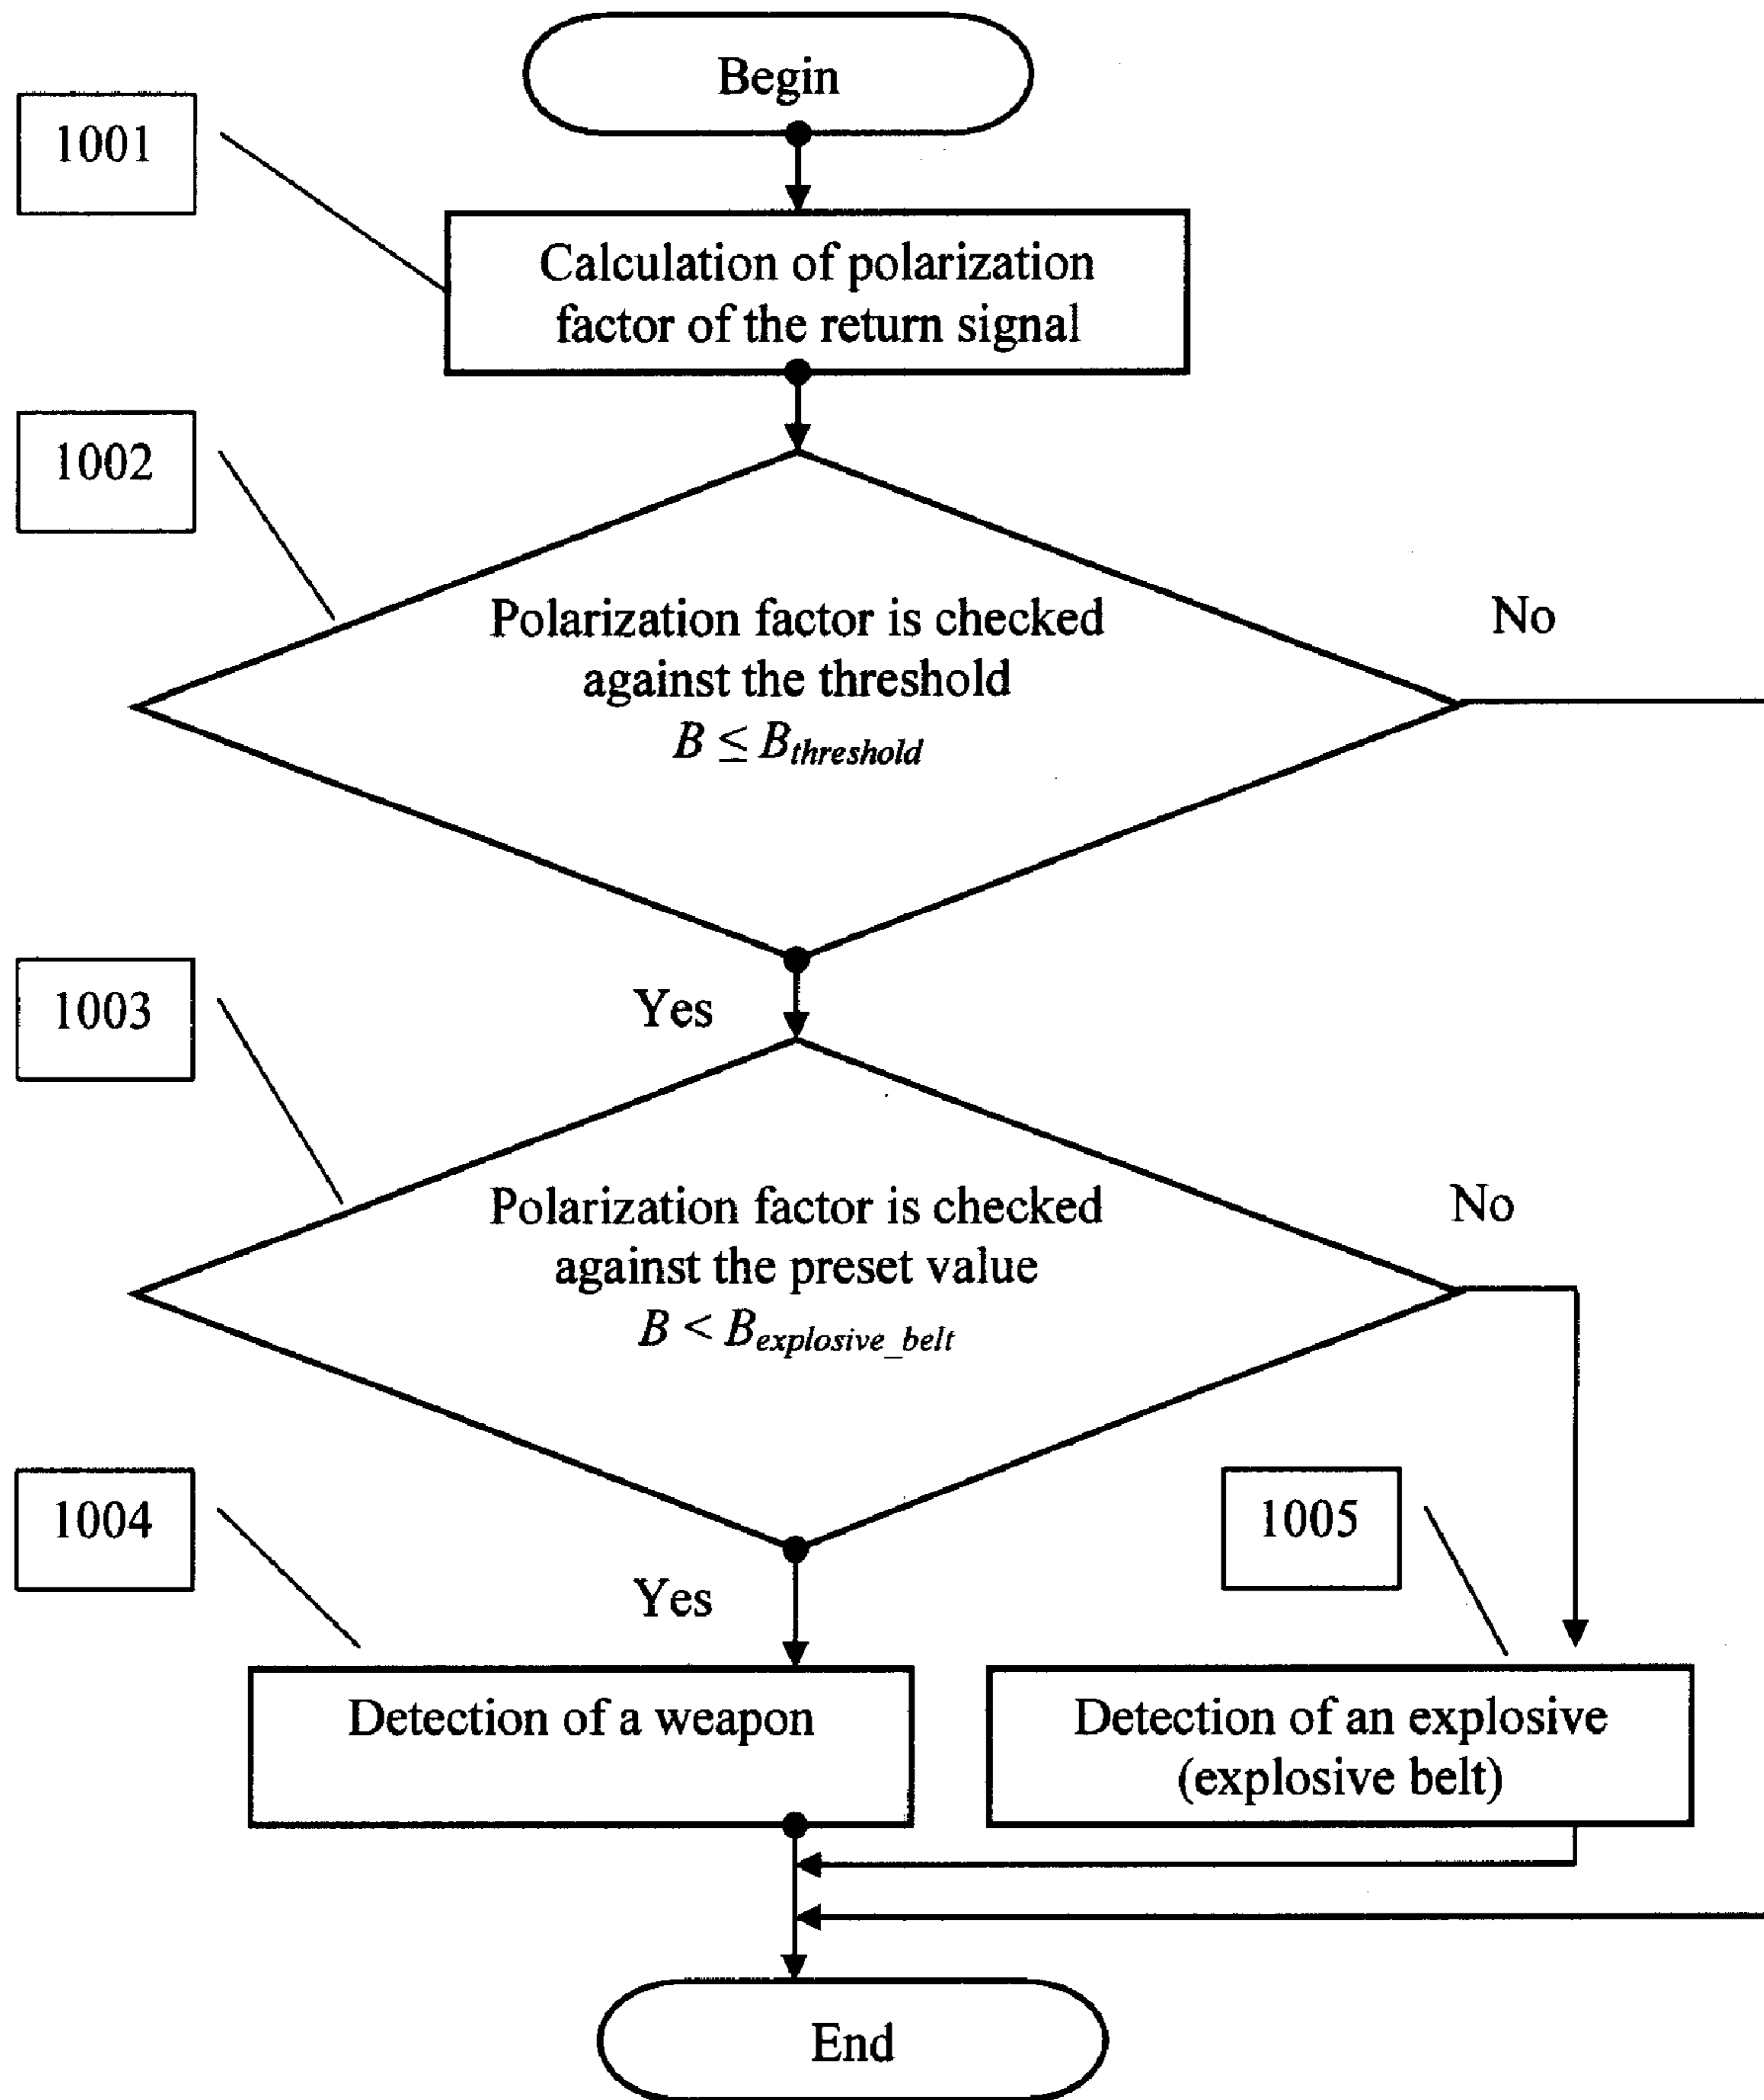 Begin
1001
Calculation of polarization
factor of the return signal
1002
Polarization factor is checked
against the threshold
B ≤ B_threshold
No
Yes
1003
Polarization factor is checked
against the preset value
B < B_explosive_belt
No
Yes
1004
1005
Detection of a weapon
Detection of an explosive
(explosive belt)
End